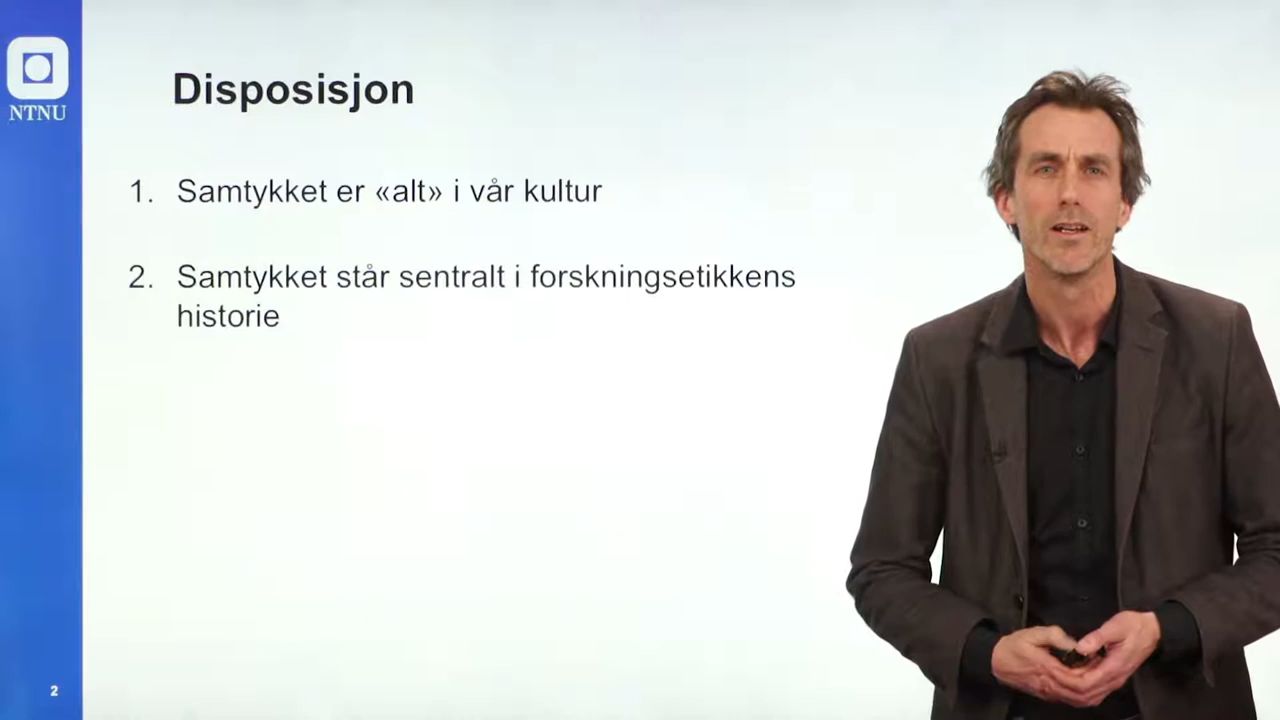 NTNU
Disposisjon
1. Samtykket er «alt» i vår kultur
2. Samtykket står sentralt i forskningsetikkens
historie
2